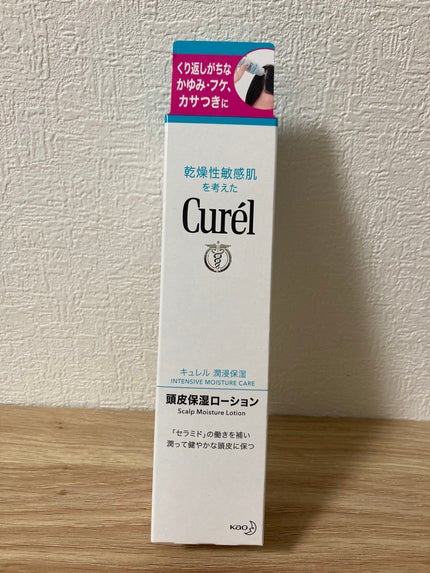 くり返しがちな
かゆみ・フケ、
カサつきに
乾燥性敏感肌
を考えた
Curél
キュレル 潤浸保湿
INTENSIVE MOISTURE CARE
頭皮保湿ローション
Scalp Moisture Lotion
「セラミド」の働きを補い
潤って健やかな頭皮に保つ
Kao